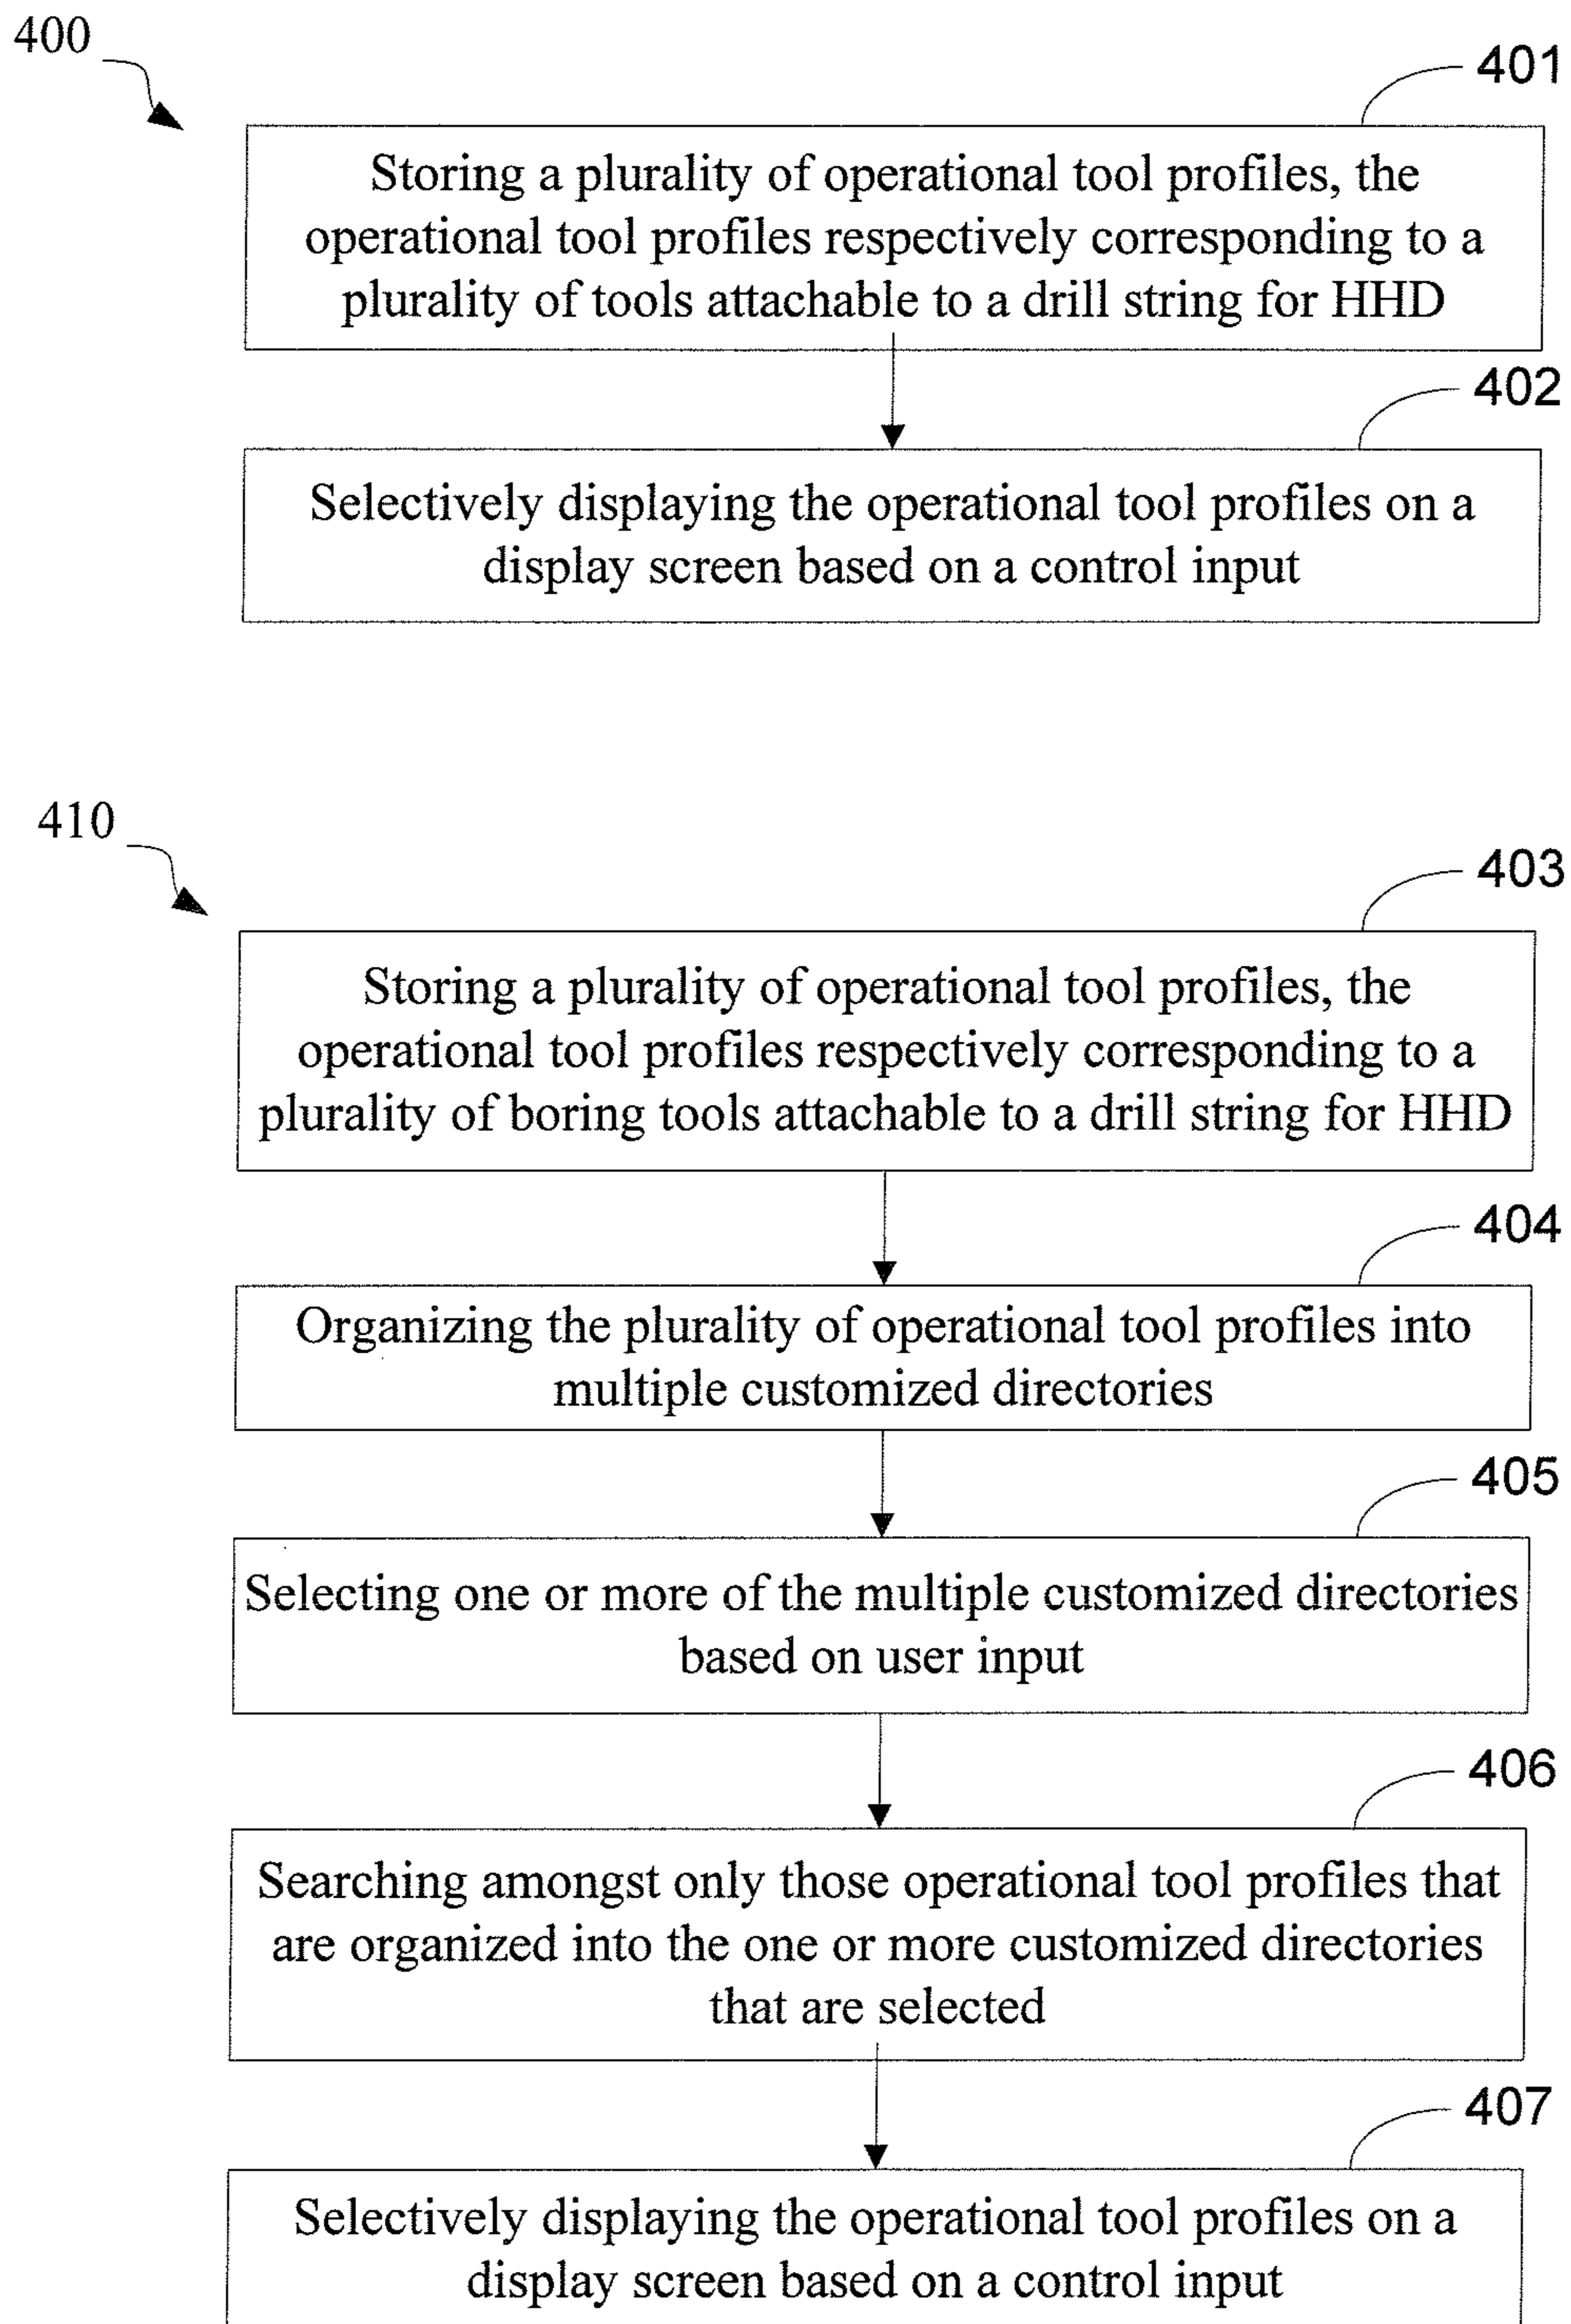 400
401
Storing a plurality of operational tool profiles, the
operational tool profiles respectively corresponding to a
plurality of tools attachable to a drill string for HHD
402
Selectively displaying the operational tool profiles on a
display screen based on a control input
410
403
Storing a plurality of operational tool profiles, the
operational tool profiles respectively corresponding to a
plurality of boring tools attachable to a drill string for HHD
404
Organizing the plurality of operational tool profiles into
multiple customized directories
405
Selecting one or more of the multiple customized directories
based on user input
406
Searching amongst only those operational tool profiles that
are organized into the one or more customized directories
that are selected
407
Selectively displaying the operational tool profiles on a
display screen based on a control input